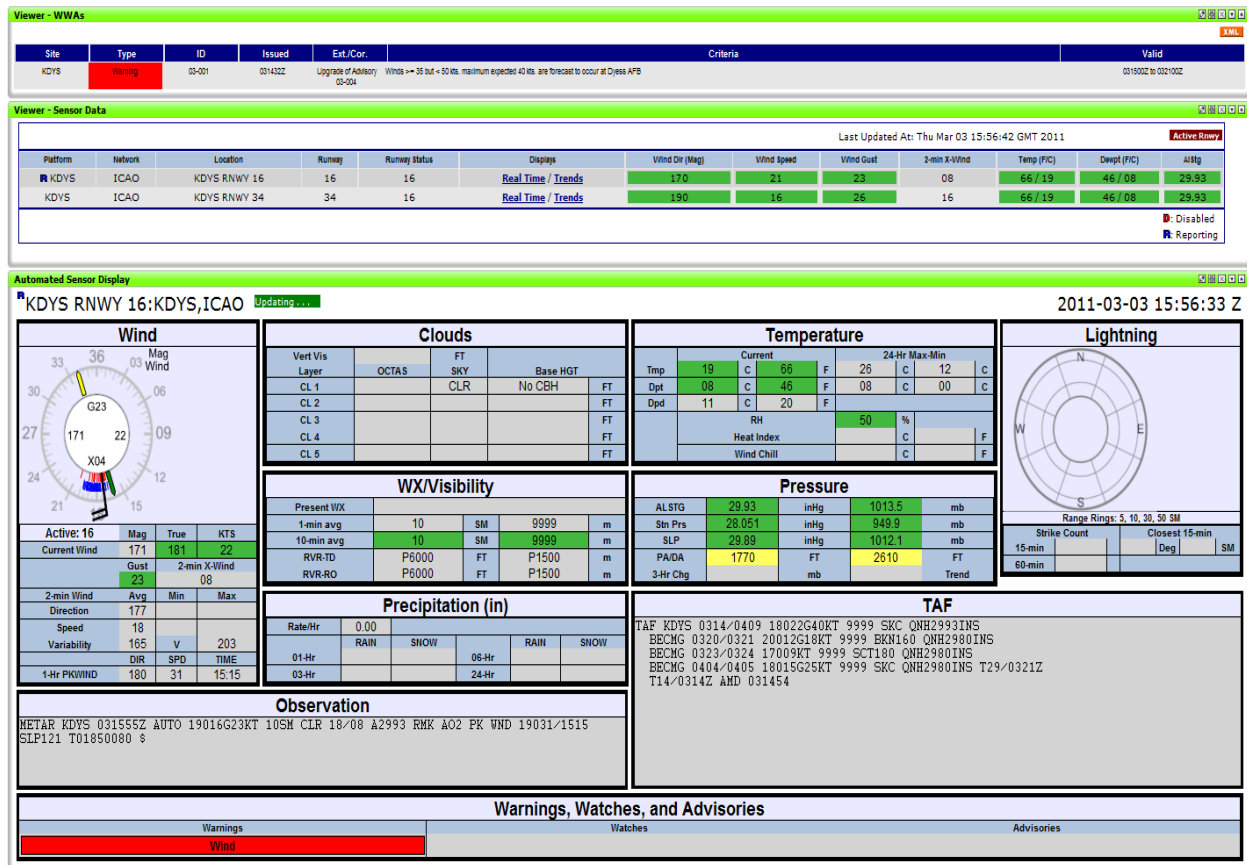 Viewer - WWAs
XML
Site Type ID Issued Ext./Cor. Criteria Valid
KDYS Warning 03-001 031432Z Upgrade of Advisory 03-004 Winds >= 35 but < 50 kts. maximum expected 40 kts. are forecast to occur at Dyess AFB 031500Z to 032100Z
Viewer - Sensor Data
Last Updated At: Thu Mar 03 15:56:42 GMT 2011 Active Rnwy
Platform Network Location Runway Runway Status Displays Wind Dir (Mag) Wind Speed Wind Gust 2-min X-Wind Temp (F/C) Dewpt (F/C) AlStg
R KDYS ICAO KDYS RNWY 16 16 16 Real Time / Trends 170 21 23 08 66 / 19 46 / 08 29.93
KDYS ICAO KDYS RNWY 34 34 16 Real Time / Trends 190 16 26 16 66 / 19 46 / 08 29.93
D: Disabled
R: Reporting
Automated Sensor Display
R KDYS RNWY 16:KDYS,ICAO Updating . . . 2011-03-03 15:56:33 Z
Wind
33 36 03 Mag Wind
30 G23 06
27 171 22 09
24 X04 12
21 15
Active: 16 Mag True KTS
Current Wind 171 181 22
Gust 2-min X-Wind
23 08
2-min Wind Avg Min Max
Direction 177
Speed 18
Variability 165 V 203
DIR SPD TIME
1-Hr PKWIND 180 31 15:15
Clouds
Vert Vis FT
Layer OCTAS SKY Base HGT
CL 1 CLR No CBH FT
CL 2 FT
CL 3 FT
CL 4 FT
CL 5 FT
WX/Visibility
Present WX
1-min avg 10 SM 9999 m
10-min avg 10 SM 9999 m
RVR-TD P6000 FT P1500 m
RVR-RO P6000 FT P1500 m
Precipitation (in)
Rate/Hr 0.00
RAIN SNOW RAIN SNOW
01-Hr 06-Hr
03-Hr 24-Hr
Temperature
Current 24-Hr Max-Min
Tmp 19 C 66 F 26 C 12 C
Dpt 08 C 46 F 08 C 00 C
Dpd 11 C 20 F
RH 50 %
Heat Index C F
Wind Chill C F
Pressure
ALSTG 29.93 inHg 1013.5 mb
Stn Prs 28.051 inHg 949.9 mb
SLP 29.89 inHg 1012.1 mb
PA/DA 1770 FT 2610 FT
3-Hr Chg mb Trend
Lightning
N
W E
S
Range Rings: 5, 10, 30, 50 SM
Strike Count Closest 15-min
15-min Deg SM
60-min
TAF
TAF KDYS 0314/0409 18022G40KT 9999 SKC QNH2993INS
BECMG 0320/0321 20012G18KT 9999 BKN160 QNH2980INS
BECMG 0323/0324 17009KT 9999 SCT180 QNH2980INS
BECMG 0404/0405 18015G25KT 9999 SKC QNH2980INS T29/0321Z
T14/0314Z AMD 031454
Observation
METAR KDYS 031555Z AUTO 19016G23KT 10SM CLR 18/08 A2993 RMK AO2 PK WND 19031/1515
SLP121 T01850080 $
Warnings, Watches, and Advisories
Warnings Watches Advisories
Wind